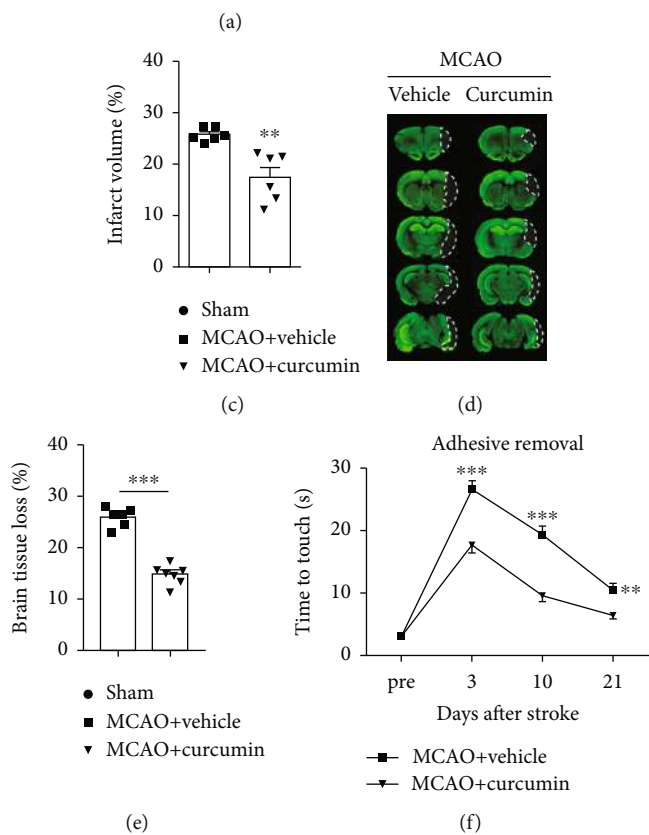 (a)
40
30
20
10
0
Infarct volume (%)
**
● Sham
■ MCAO+vehicle
▼ MCAO+curcumin
(c)
MCAO
Vehicle Curcumin
(d)
40
30
20
10
0
Brain tissue loss (%)
***
● Sham
■ MCAO+vehicle
▼ MCAO+curcumin
(e)
Adhesive removal
30
20
10
0
Time to touch (s)
***
***
**
pre 3 10 21
Days after stroke
MCAO+vehicle
MCAO+curcumin
(f)